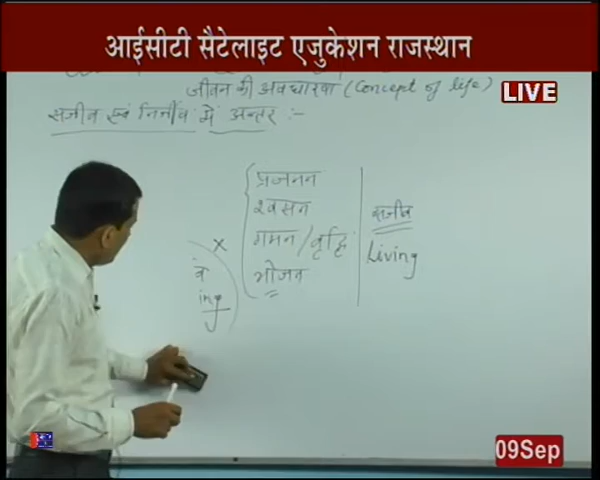 आईसीटी सैटेलाइट एजुकेशन राजस्थान
जीवन की अवधारणा (Concept of life)
LIVE
सजीव एवं निर्जीव में अन्तर :-
प्रजनन
श्वसन
सजीव
X गमन / वृद्धि
Living
भोजन
ing
09Sep